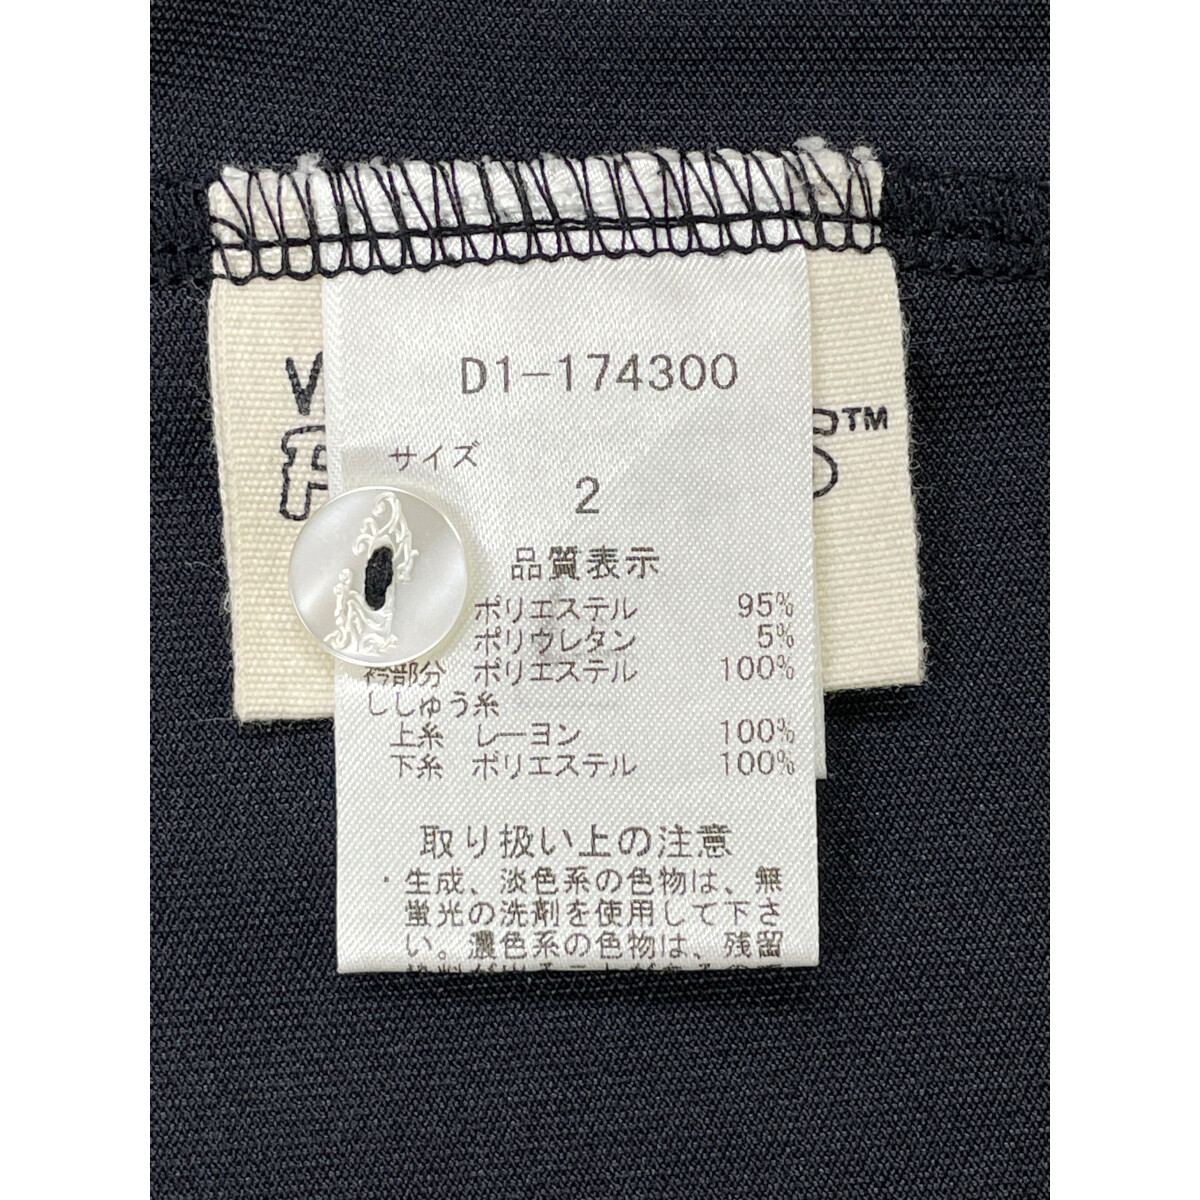 D1-174300
™
サイズ
2
品質表示
ポリエステル 95%
ポリウレタン 5%
衿部分 ポリエステル 100%
ししゅう糸
上糸 レーヨン 100%
下糸 ポリエステル 100%
取り扱い上の注意
・生成、淡色系の色物は、無
蛍光の洗剤を使用して下さ
い。濃色系の色物は、残留